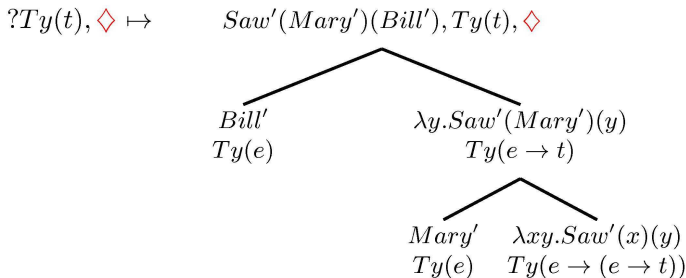 ?Ty(t), ♢ ↦ Saw′(Mary′)(Bill′), Ty(t), ♢
Bill′ λy.Saw′(Mary′)(y)
Ty(e) Ty(e → t)
Mary′ λxy.Saw′(x)(y)
Ty(e) Ty(e → (e → t))